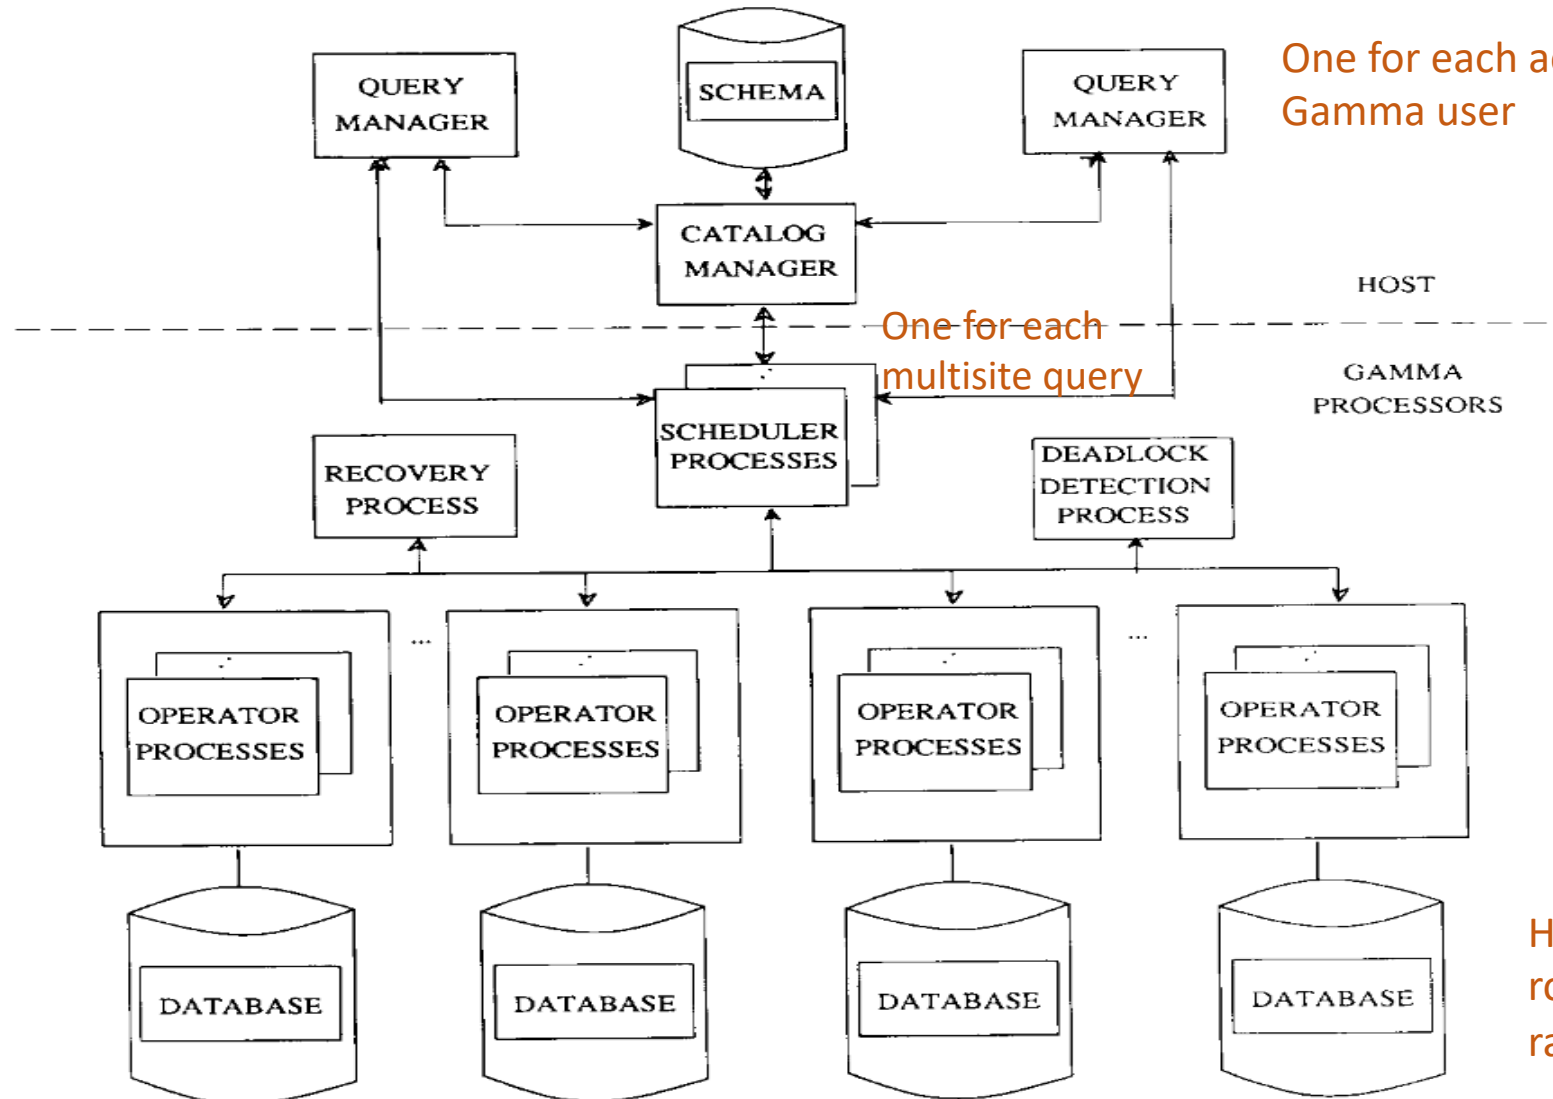 QUERY
MANAGER
SCHEMA
QUERY
MANAGER
One for each
Gamma user
CATALOG
MANAGER
HOST
One for each
multisite query
GAMMA
PROCESSORS
SCHEDULER
PROCESSES
RECOVERY
PROCESS
DEADLOCK
DETECTION
PROCESS
...
...
OPERATOR
PROCESSES
OPERATOR
PROCESSES
OPERATOR
PROCESSES
OPERATOR
PROCESSES
DATABASE
DATABASE
DATABASE
DATABASE